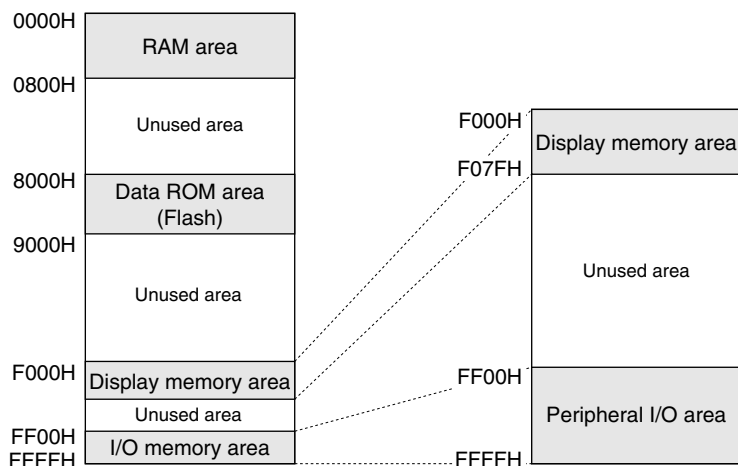 0000H
RAM area
0800H
Unused area
8000H
Data ROM area
(Flash)
9000H
Unused area
F000H
Display memory area
Unused area
FF00H
I/O memory area
FFFFH
F000H
Display memory area
F07FH
Unused area
FF00H
Peripheral I/O area
FFFFH